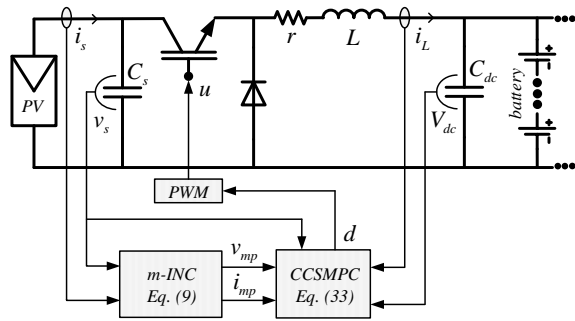 i_s
r
L
i_L
PV
C_s
v_s
u
C_dc
V_dc
battery
+
-
+
-
PWM
d
m-INC
Eq. (9)
v_mp
i_mp
CCSMPC
Eq. (33)